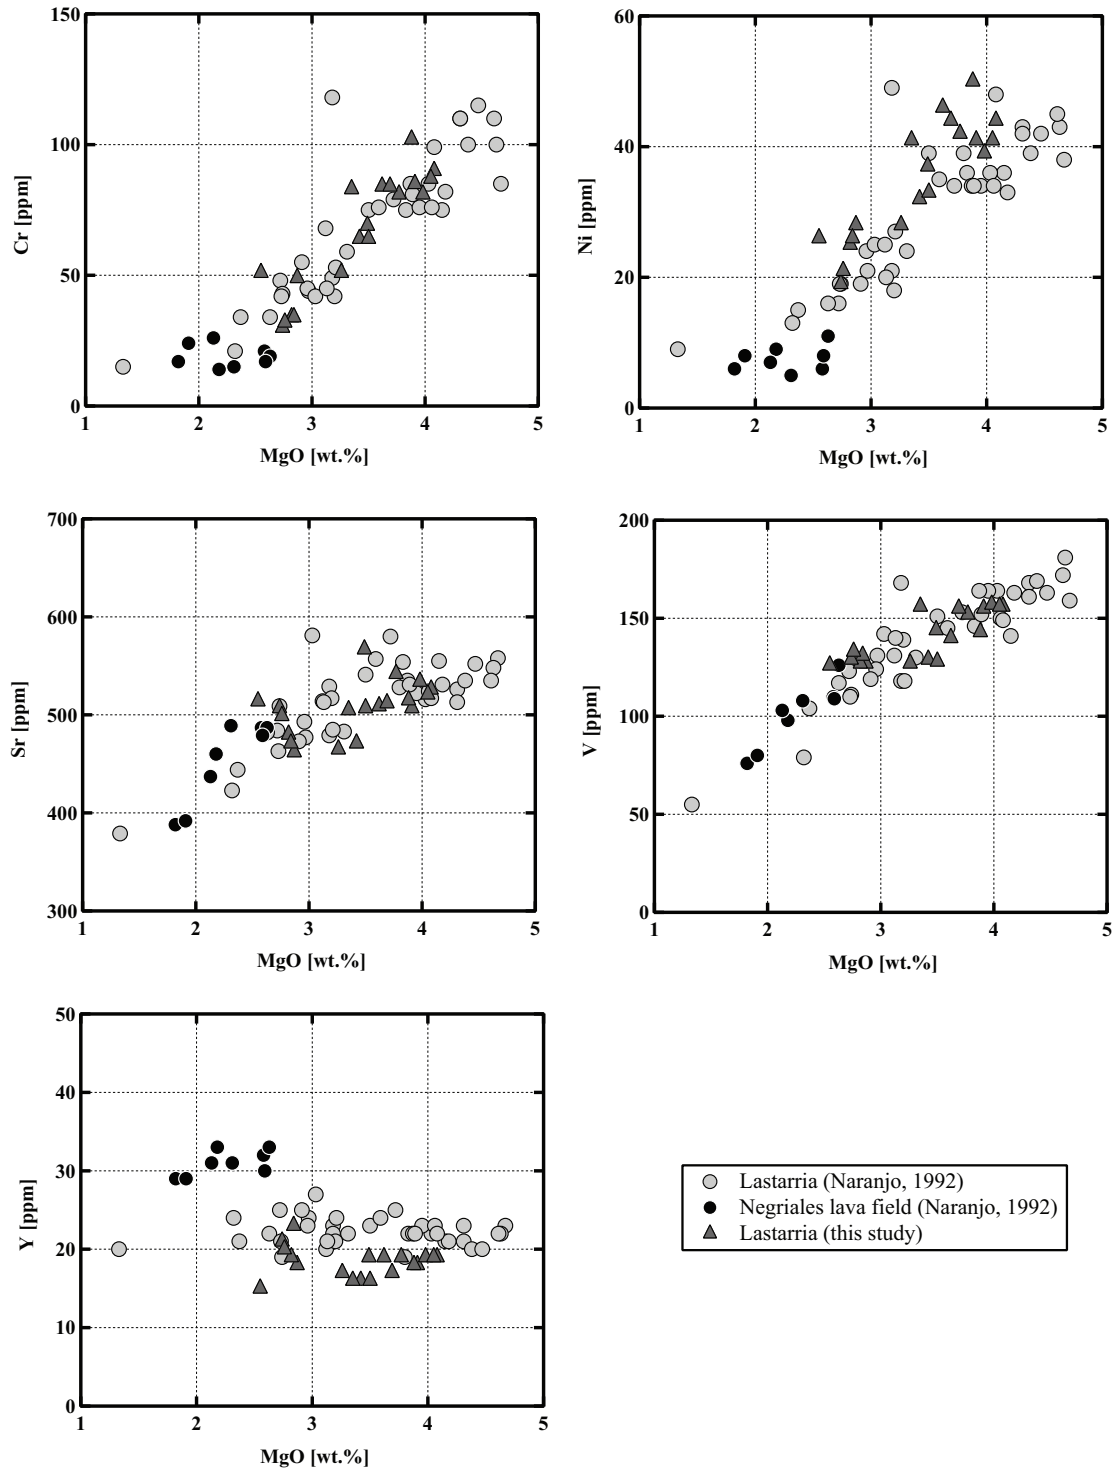 150
100
50
0
Cr [ppm]
1 2 3 4 5
MgO [wt.%]
60
40
20
0
Ni [ppm]
1 2 3 4 5
MgO [wt.%]
700
600
500
400
300
Sr [ppm]
1 2 3 4 5
MgO [wt.%]
200
150
100
50
0
V [ppm]
1 2 3 4 5
MgO [wt.%]
50
40
30
20
10
0
Y [ppm]
1 2 3 4 5
MgO [wt.%]
Lastarria (Naranjo, 1992)
Negriales lava field (Naranjo, 1992)
Lastarria (this study)